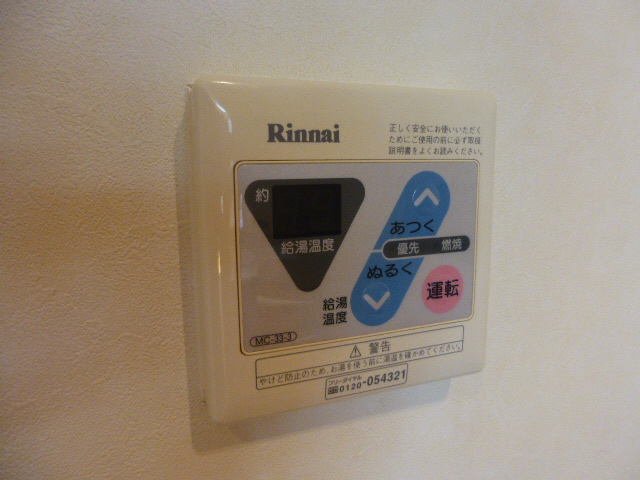 Rinnai
正しく安全にお使いいただく
ためにご使用の前に必ず取扱
説明書をよくお読みください。
約
給湯温度
あつく
優先 燃焼
ぬるく
給湯
温度
運転
MC-33-3
⚠ 警告
やけど防止のため、お湯を使う前に湯温を確かめてください。
フリーダイヤル
0120-054321